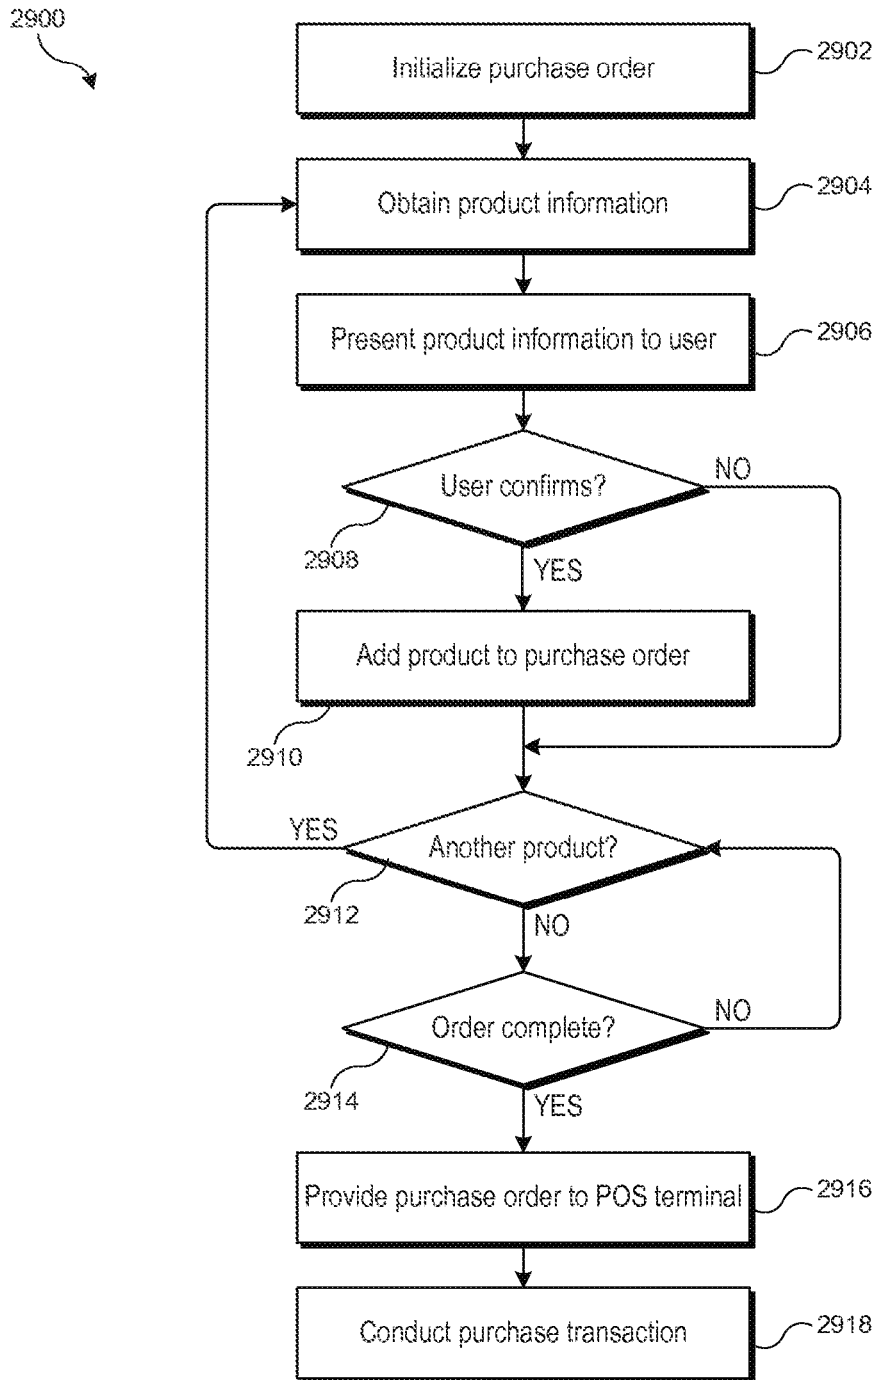 2900
Initialize purchase order
2902
Obtain product information
2904
Present product information to user
2906
User confirms?
NO
2908
YES
Add product to purchase order
2910
YES
Another product?
2912
NO
Order complete?
NO
2914
YES
Provide purchase order to POS terminal
2916
Conduct purchase transaction
2918